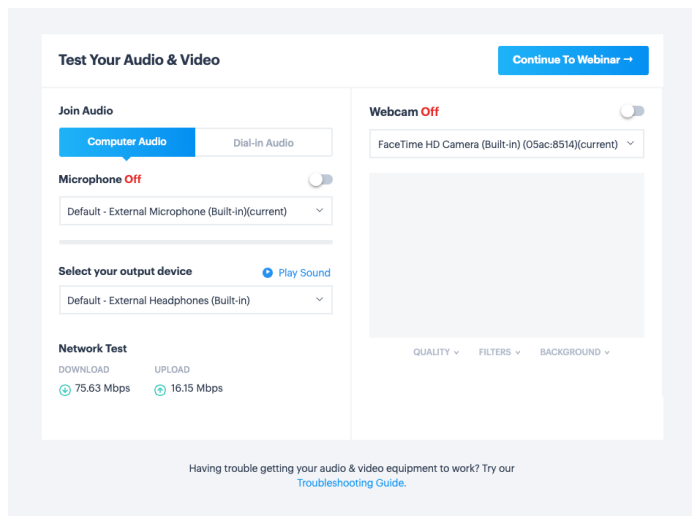 Test Your Audio & Video
Continue To Webinar →
Join Audio
Computer Audio
Dial-in Audio
Microphone Off
Default - External Microphone (Built-in)(current)
Select your output device
Play Sound
Default - External Headphones (Built-in)
Network Test
DOWNLOAD
UPLOAD
75.63 Mbps
16.15 Mbps
Webcam Off
FaceTime HD Camera (Built-in) (05ac:8514)(current)
QUALITY
FILTERS
BACKGROUND
Having trouble getting your audio & video equipment to work? Try our
Troubleshooting Guide.